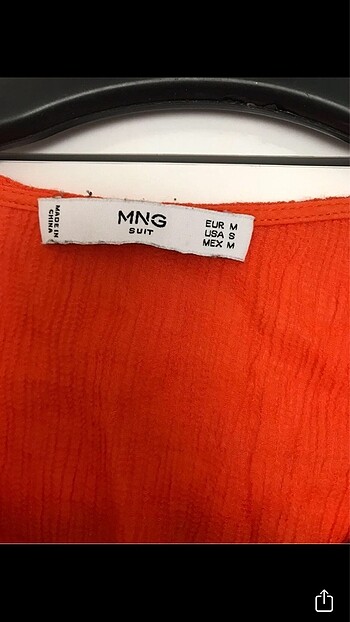 MADE IN
CHINA
MNG
SUIT
EUR M
USA S
MEX M